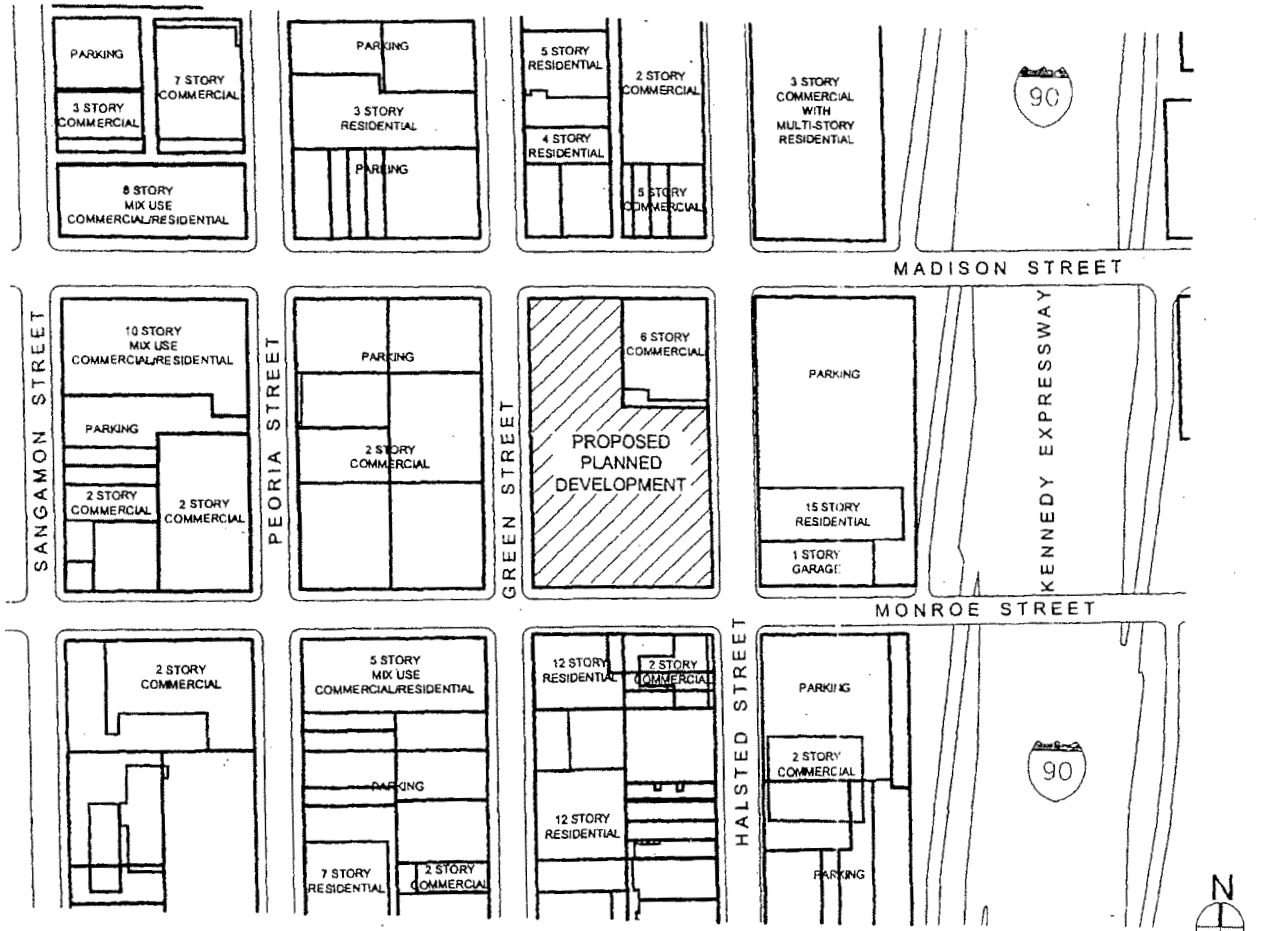 PARKING
3 STORY
COMMERCIAL
7 STORY
COMMERCIAL
8 STORY
MIX USE
COMMERCIAL/RESIDENTIAL
PARKING
3 STORY
RESIDENTIAL
PARKING
5 STORY
RESIDENTIAL
4 STORY
RESIDENTIAL
2 STORY
COMMERCIAL
5 STORY
COMMERCIAL
3 STORY
COMMERCIAL
WITH
MULTI-STORY
RESIDENTIAL
90
MADISON STREET
SANGAMON STREET
10 STORY
MIX USE
COMMERCIAL/RESIDENTIAL
PARKING
2 STORY
COMMERCIAL
2 STORY
COMMERCIAL
PEORIA STREET
PARKING
2 STORY
COMMERCIAL
GREEN STREET
6 STORY
COMMERCIAL
PROPOSED
PLANNED
DEVELOPMENT
PARKING
15 STORY
RESIDENTIAL
1 STORY
GARAGE
KENNEDY EXPRESSWAY
MONROE STREET
2 STORY
COMMERCIAL
5 STORY
MIX USE
COMMERCIAL/RESIDENTIAL
PARKING
7 STORY
RESIDENTIAL
2 STORY
COMMERCIAL
12 STORY
RESIDENTIAL
2 STORY
COMMERCIAL
12 STORY
RESIDENTIAL
HALSTED STREET
PARKING
2 STORY
COMMERCIAL
PARKING
90
N